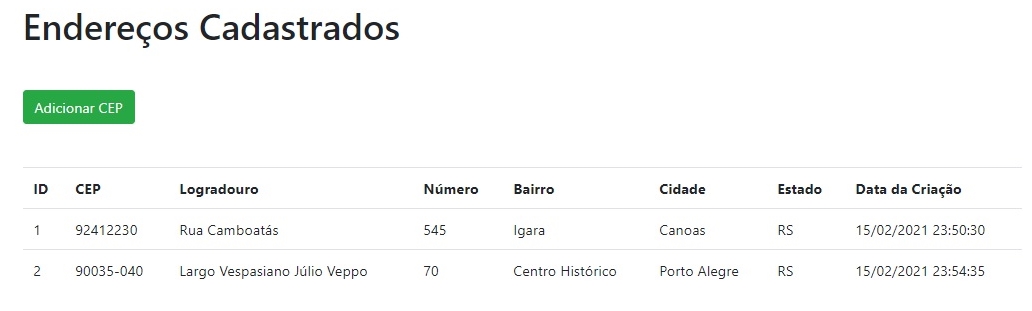 Endereços Cadastrados
Adicionar CEP
ID CEP Logradouro Número Bairro Cidade Estado Data da Criação
1 92412230 Rua Camboatás 545 Igara Canoas RS 15/02/2021 23:50:30
2 90035-040 Largo Vespasiano Júlio Veppo 70 Centro Histórico Porto Alegre RS 15/02/2021 23:54:35